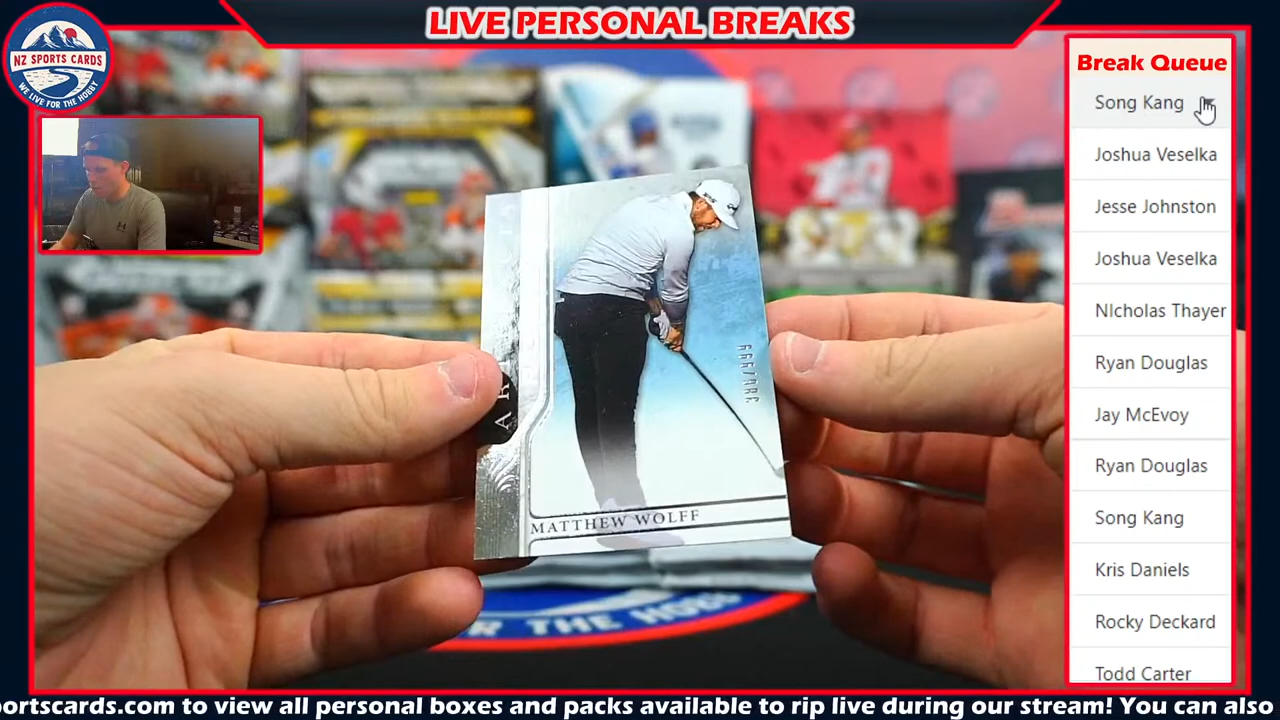 LIVE PERSONAL BREAKS
NZ SPORTS CARDS
WE LIVE FOR THE HOBBY
Break Queue
Song Kang
Joshua Veselka
Jesse Johnston
Joshua Veselka
NIcholas Thayer
Ryan Douglas
Jay McEvoy
Ryan Douglas
Song Kang
Kris Daniels
Rocky Deckard
Todd Carter
MATTHEW WOLFF
FOR THE HOBB
portscards.com to view all personal boxes and packs available to rip live during our stream! You can also